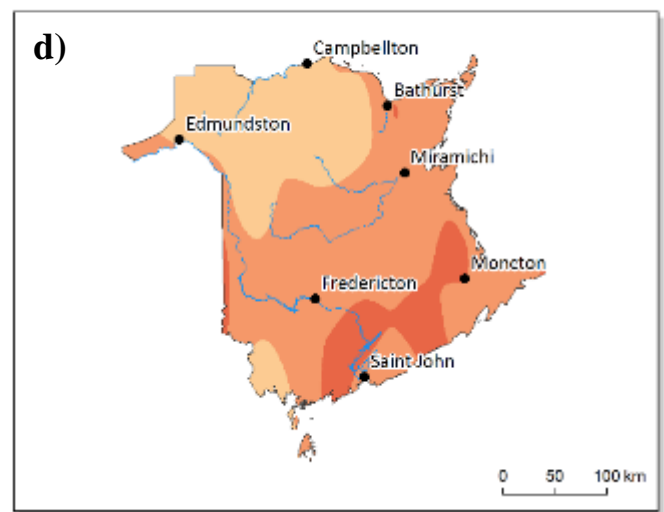 d)
Campbellton
Bathurst
Edmundston
Miramichi
Moncton
Fredericton
Saint John
0 50 100 km